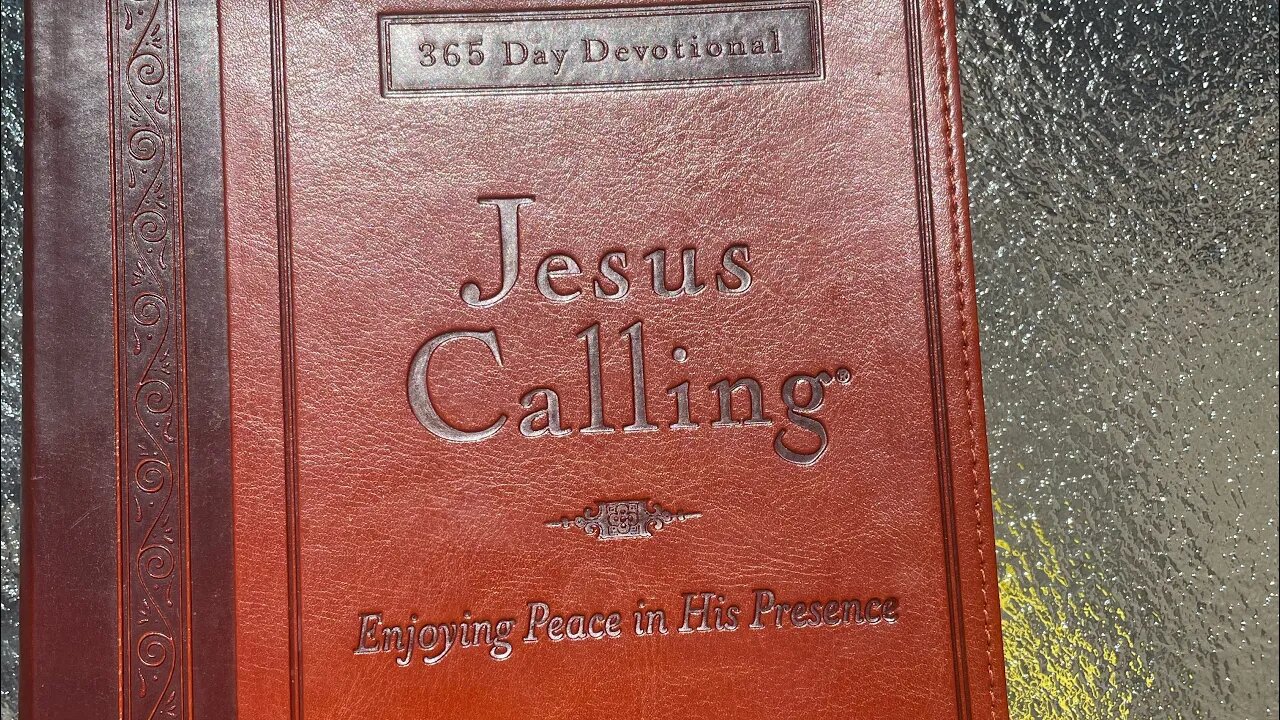 365 Day Devotional
Jesus
Calling®
Enjoying Peace in His Presence